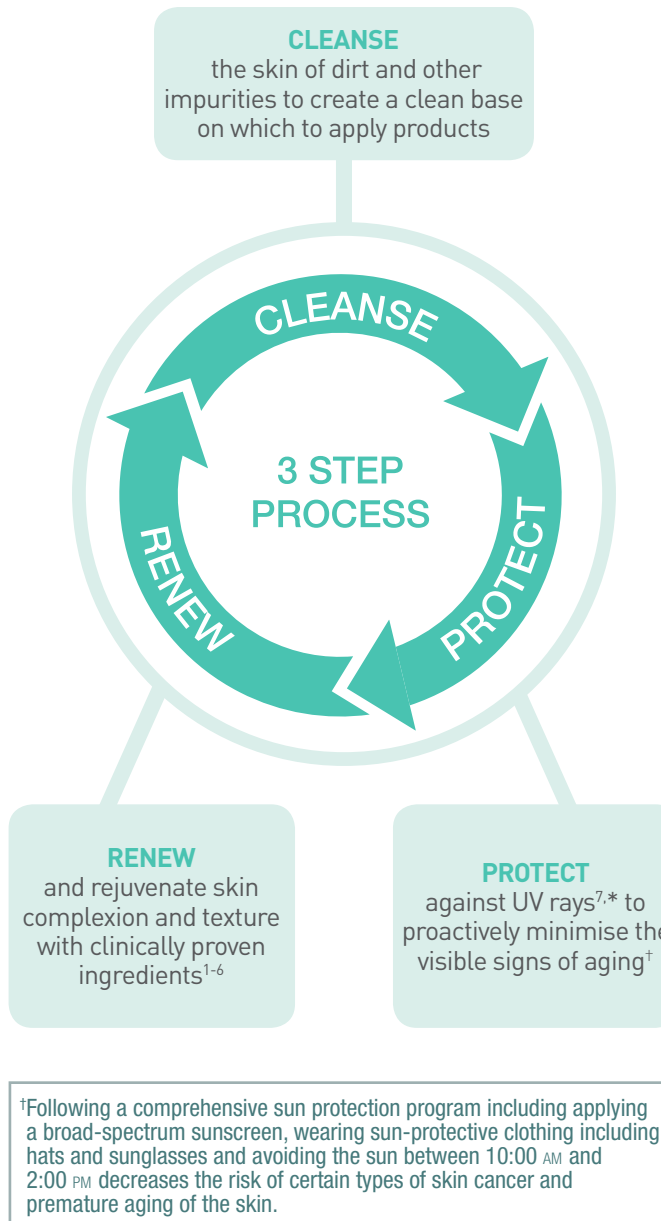 CLEANSE
the skin of dirt and other
impurities to create a clean base
on which to apply products
CLEANSE
3 STEP
PROCESS
PROTECT
RENEW
RENEW
and rejuvenate skin
complexion and texture
with clinically proven
ingredients1-6
PROTECT
against UV rays7,* to
proactively minimise the
visible signs of aging†
†Following a comprehensive sun protection program including applying
a broad-spectrum sunscreen, wearing sun-protective clothing including
hats and sunglasses and avoiding the sun between 10:00 AM and
2:00 PM decreases the risk of certain types of skin cancer and
premature aging of the skin.